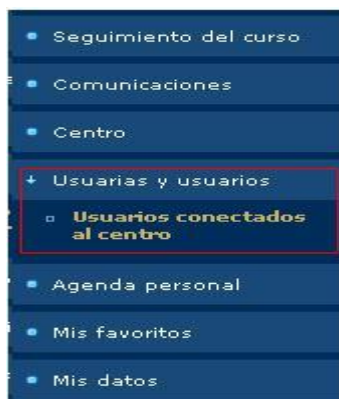 Seguimiento del curso
Comunicaciones
Centro
Usuarias y usuarios
Usuarios conectados
al centro
Agenda personal
Mis favoritos
Mis datos